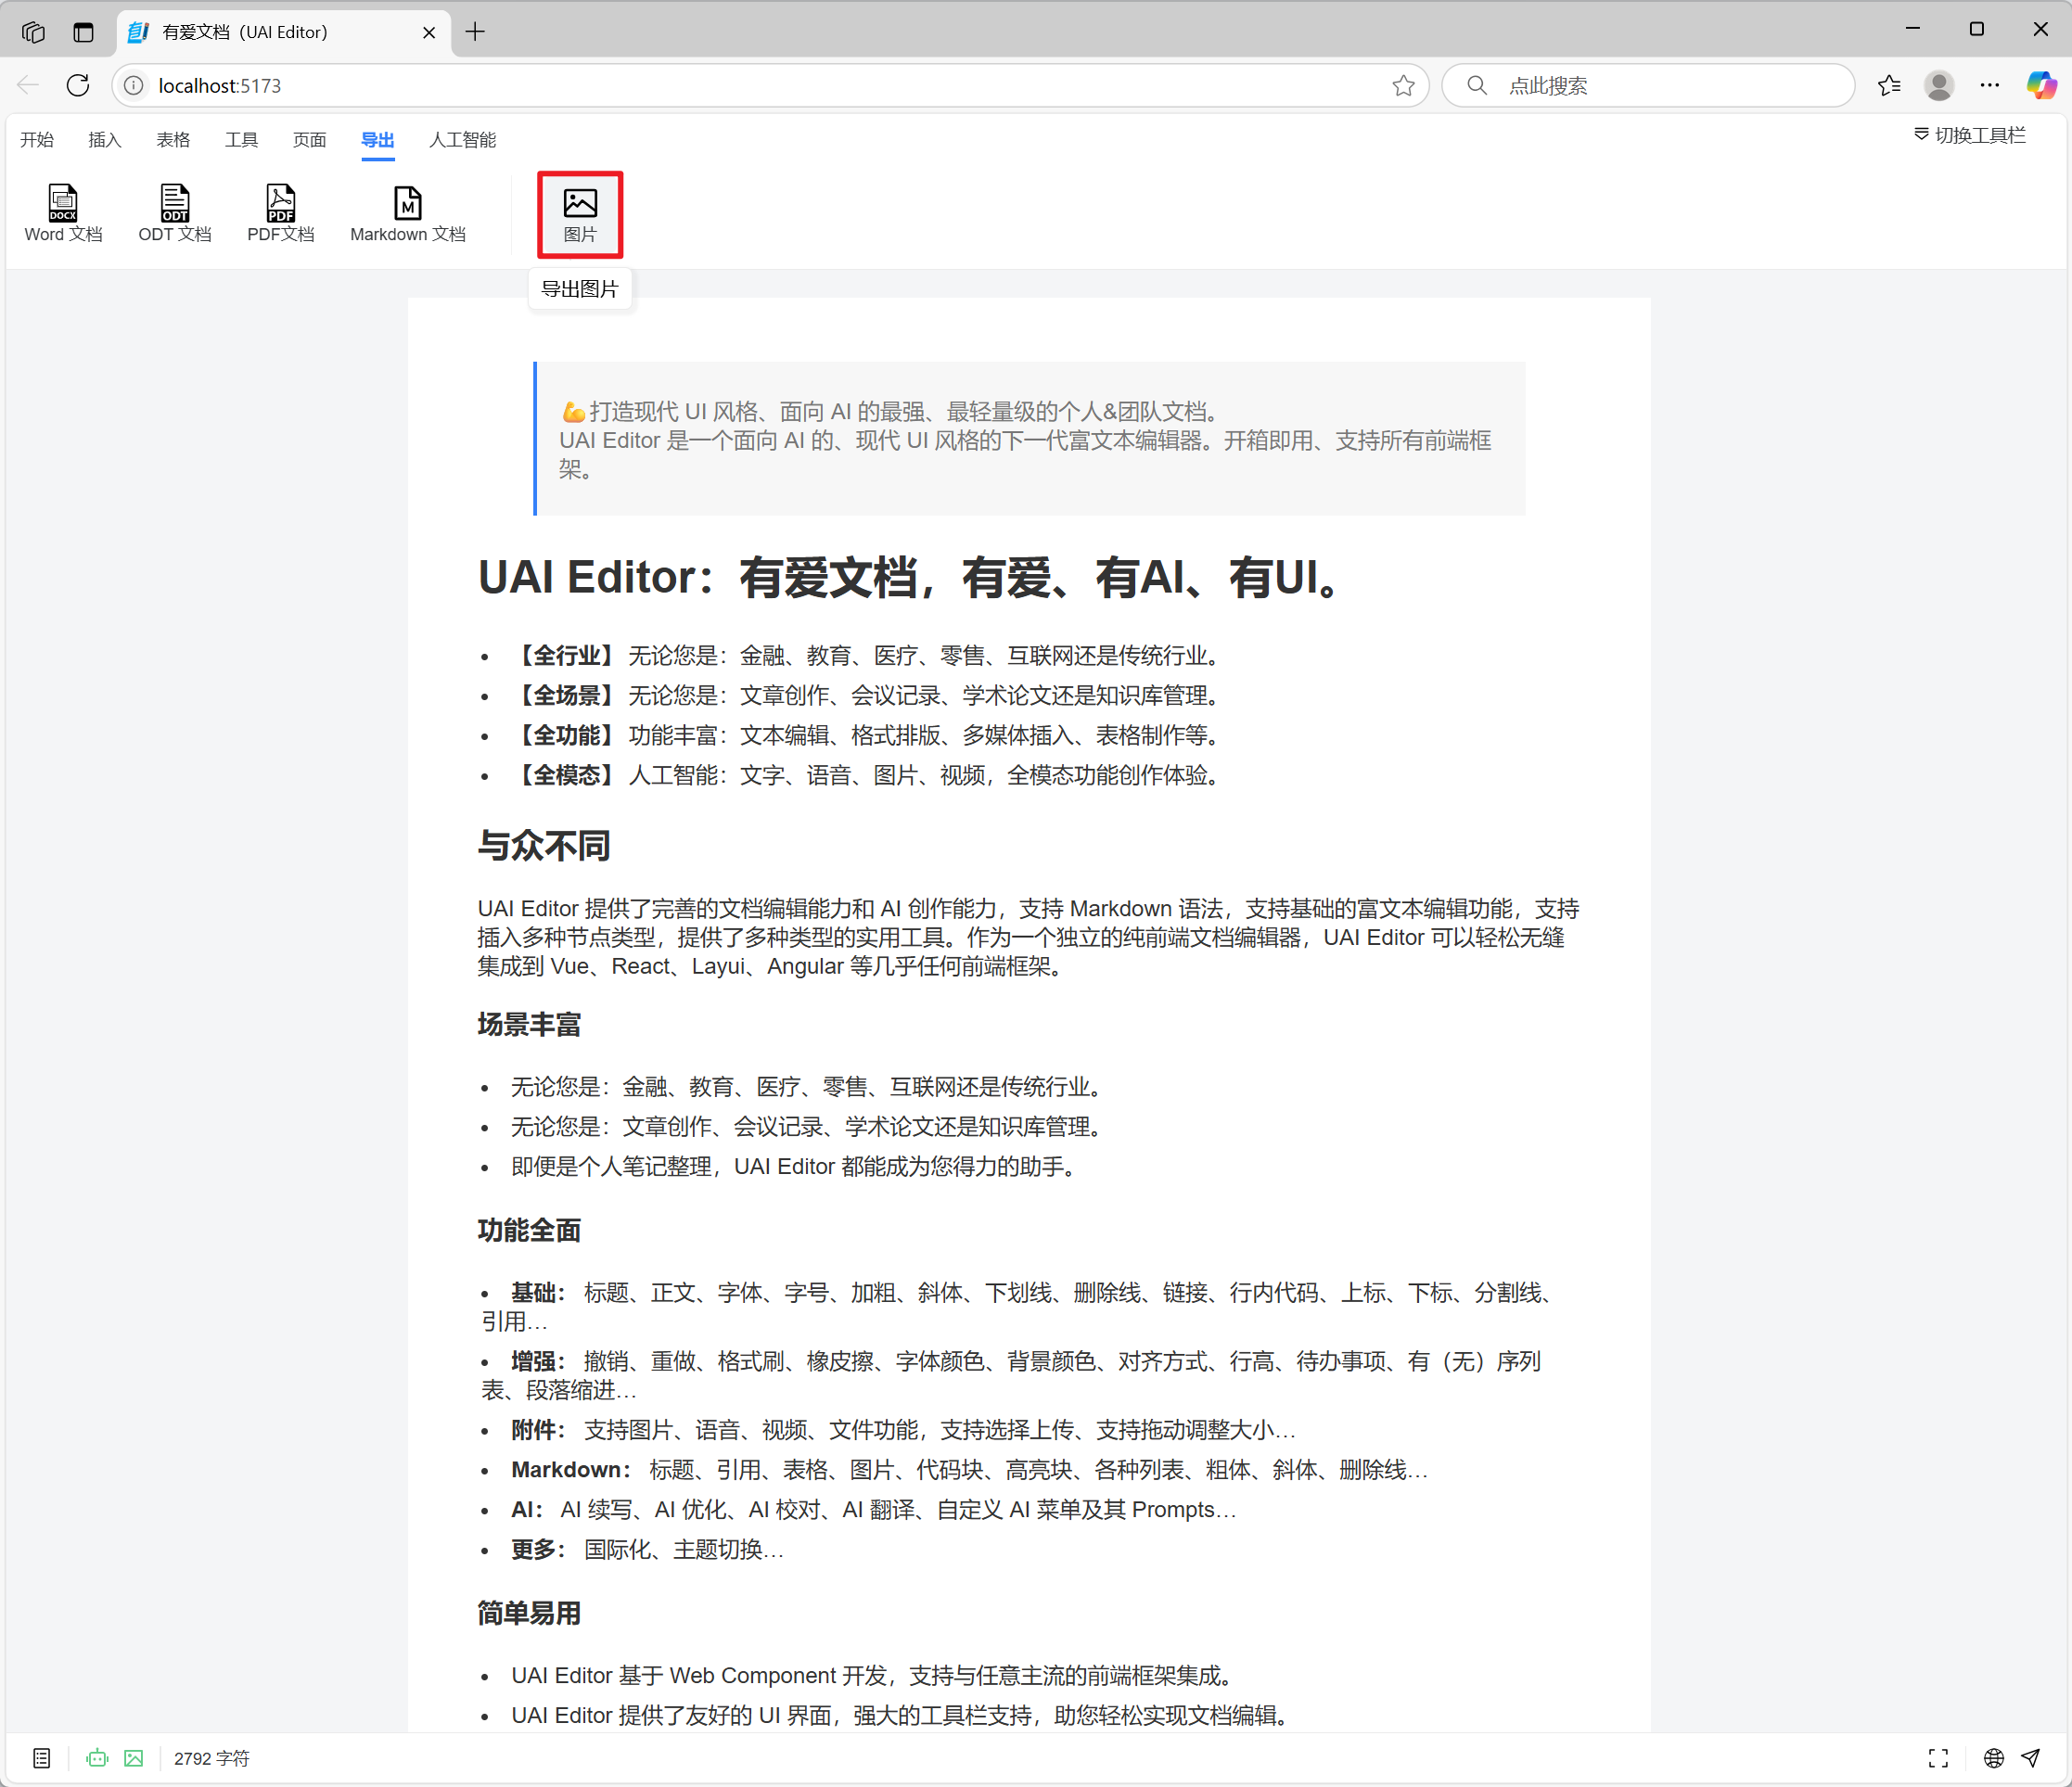 有爱文档（UAI Editor）
localhost:5173
点此搜索
开始 插入 表格 工具 页面 导出 人工智能
切换工具栏
DOCX ODT PDF M
Word 文档 ODT 文档 PDF文档 Markdown 文档 图片
导出图片
💪打造现代 UI 风格、面向 AI 的最强、最轻量级的个人&团队文档。
UAI Editor 是一个面向 AI 的、现代 UI 风格的下一代富文本编辑器。开箱即用、支持所有前端框
架。
UAI Editor：有爱文档，有爱、有AI、有UI。
• 【全行业】 无论您是：金融、教育、医疗、零售、互联网还是传统行业。
• 【全场景】 无论您是：文章创作、会议记录、学术论文还是知识库管理。
• 【全功能】 功能丰富：文本编辑、格式排版、多媒体插入、表格制作等。
• 【全模态】 人工智能：文字、语音、图片、视频，全模态功能创作体验。
与众不同
UAI Editor 提供了完善的文档编辑能力和 AI 创作能力，支持 Markdown 语法，支持基础的富文本编辑功能，支持
插入多种节点类型，提供了多种类型的实用工具。作为一个独立的纯前端文档编辑器，UAI Editor 可以轻松无缝
集成到 Vue、React、Layui、Angular 等几乎任何前端框架。
场景丰富
• 无论您是：金融、教育、医疗、零售、互联网还是传统行业。
• 无论您是：文章创作、会议记录、学术论文还是知识库管理。
• 即便是个人笔记整理，UAI Editor 都能成为您得力的助手。
功能全面
• 基础： 标题、正文、字体、字号、加粗、斜体、下划线、删除线、链接、行内代码、上标、下标、分割线、
引用…
• 增强： 撤销、重做、格式刷、橡皮擦、字体颜色、背景颜色、对齐方式、行高、待办事项、有（无）序列
表、段落缩进…
• 附件： 支持图片、语音、视频、文件功能，支持选择上传、支持拖动调整大小…
• Markdown： 标题、引用、表格、图片、代码块、高亮块、各种列表、粗体、斜体、删除线…
• AI： AI 续写、AI 优化、AI 校对、AI 翻译、自定义 AI 菜单及其 Prompts…
• 更多： 国际化、主题切换…
简单易用
• UAI Editor 基于 Web Component 开发，支持与任意主流的前端框架集成。
• UAI Editor 提供了友好的 UI 界面，强大的工具栏支持，助您轻松实现文档编辑。
2792 字符